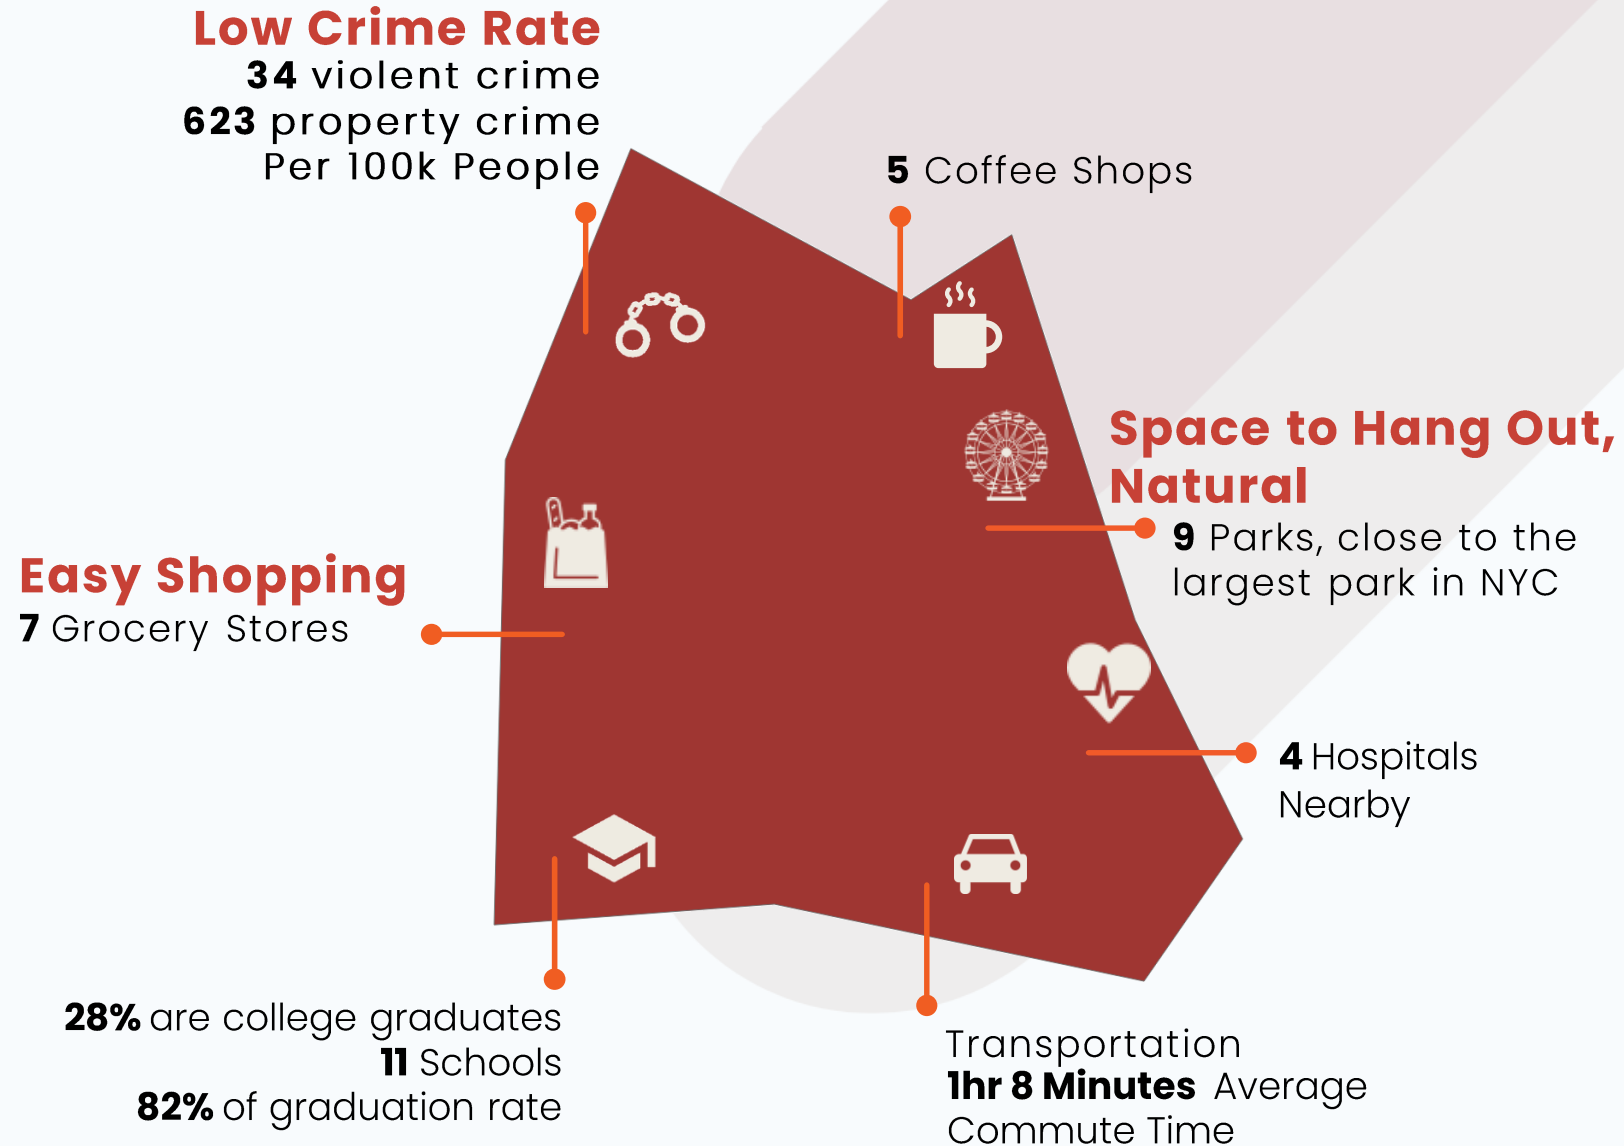 Low Crime Rate
34 violent crime
623 property crime
Per 100k People
5 Coffee Shops
Space to Hang Out,
Natural
9 Parks, close to the
largest park in NYC
Easy Shopping
7 Grocery Stores
4 Hospitals
Nearby
28% are college graduates
11 Schools
82% of graduation rate
Transportation
1hr 8 Minutes Average
Commute Time